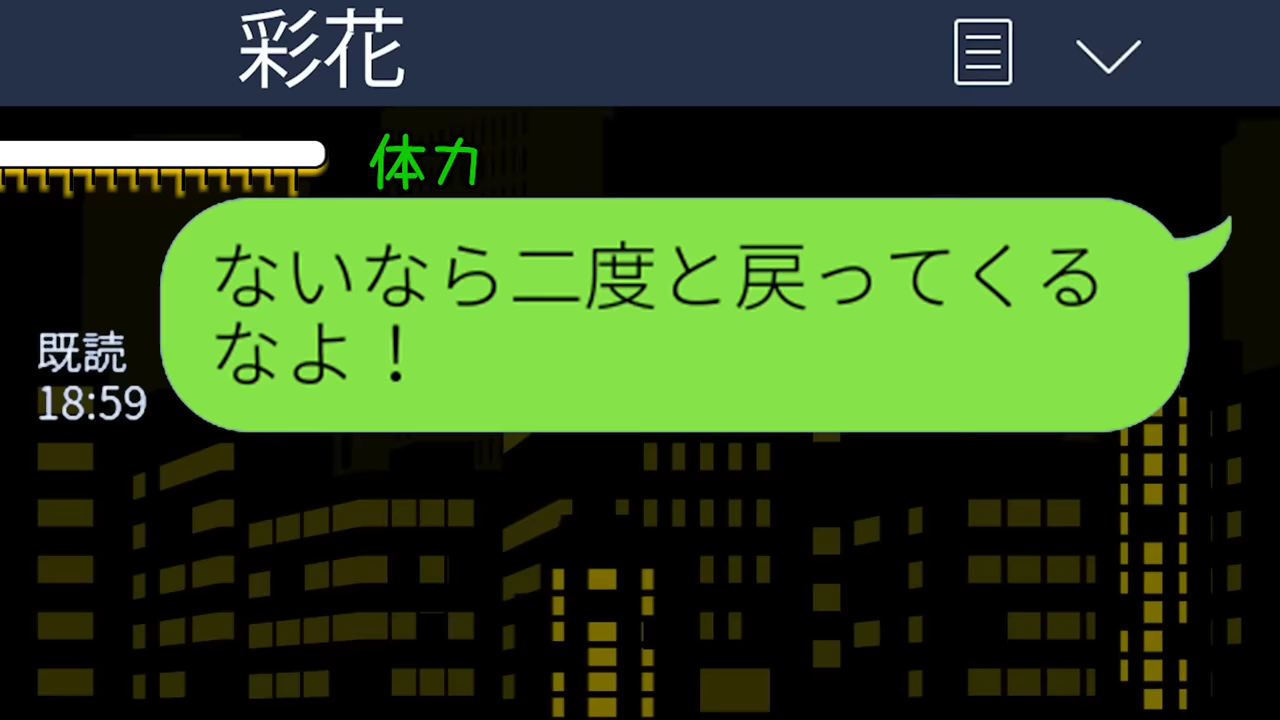 彩花
体力
ないなら二度と戻ってくる
なよ！
既読
18:59